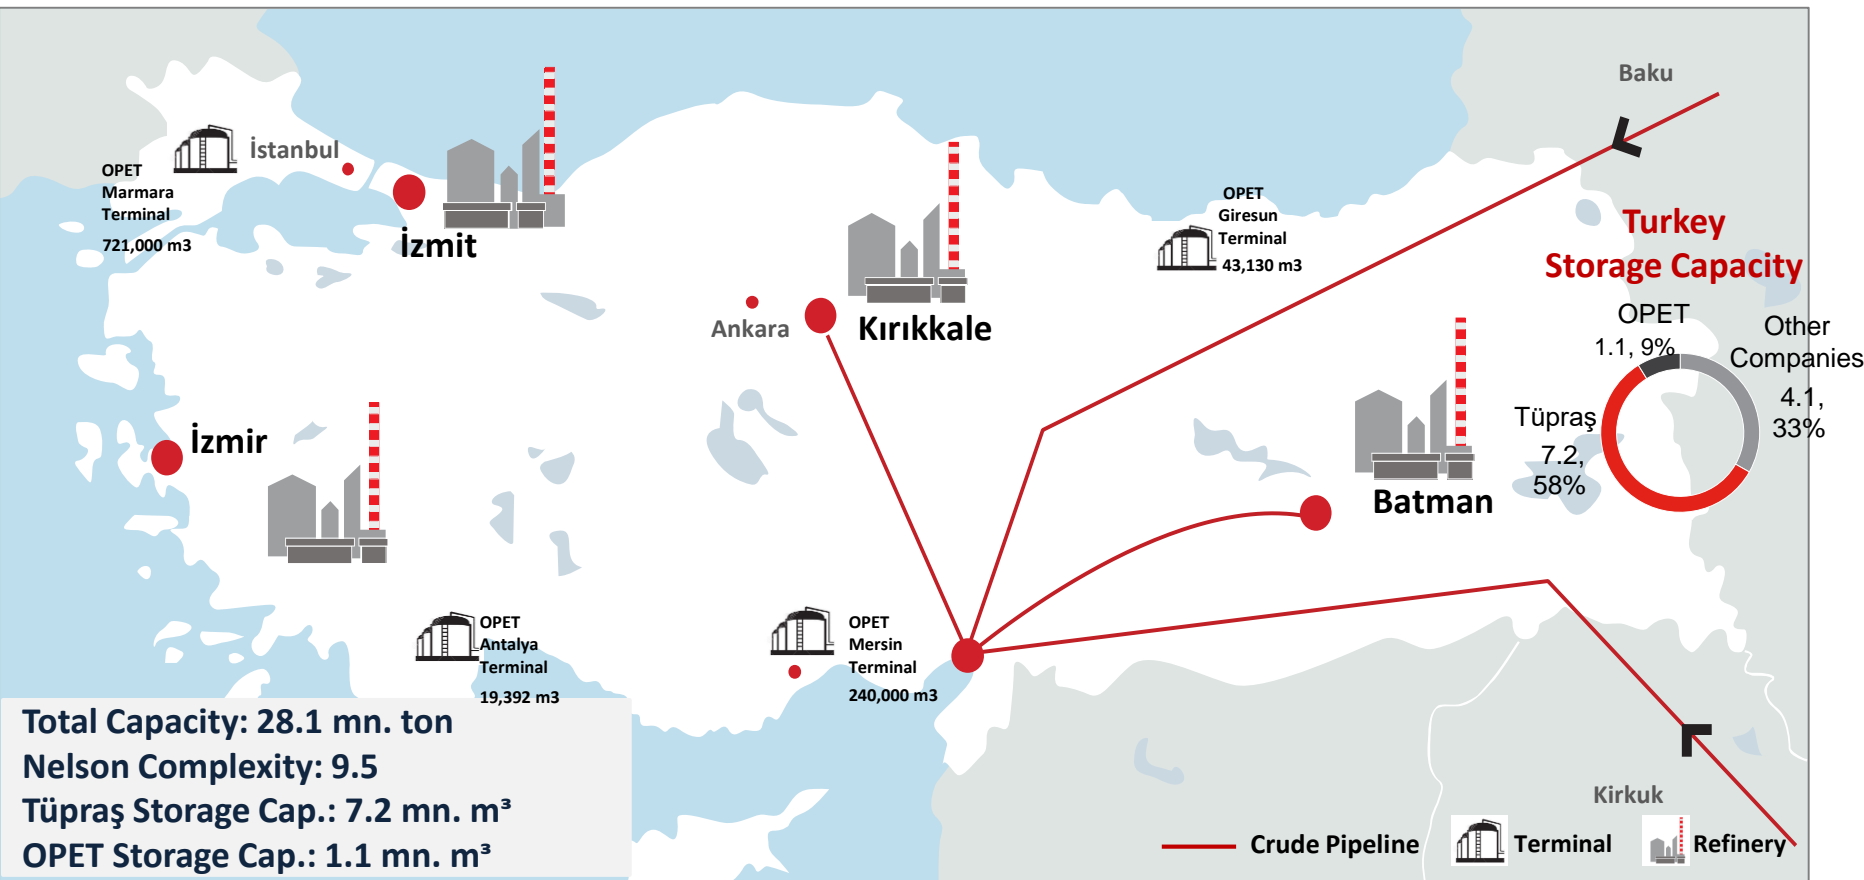 Baku
OPET
Marmara
Terminal
721,000 m3
İstanbul
İzmit
OPET
Giresun
Terminal
43,130 m3
Turkey
Storage Capacity
OPET
1.1, 9%
Other
Companies
4.1,
33%
Tüpraş
7.2,
58%
Ankara
Kırıkkale
İzmir
Batman
OPET
Antalya
Terminal
19,392 m3
OPET
Mersin
Terminal
240,000 m3
Total Capacity: 28.1 mn. ton
Nelson Complexity: 9.5
Tüpraş Storage Cap.: 7.2 mn. m³
OPET Storage Cap.: 1.1 mn. m³
Kirkuk
Crude Pipeline
Terminal
Refinery